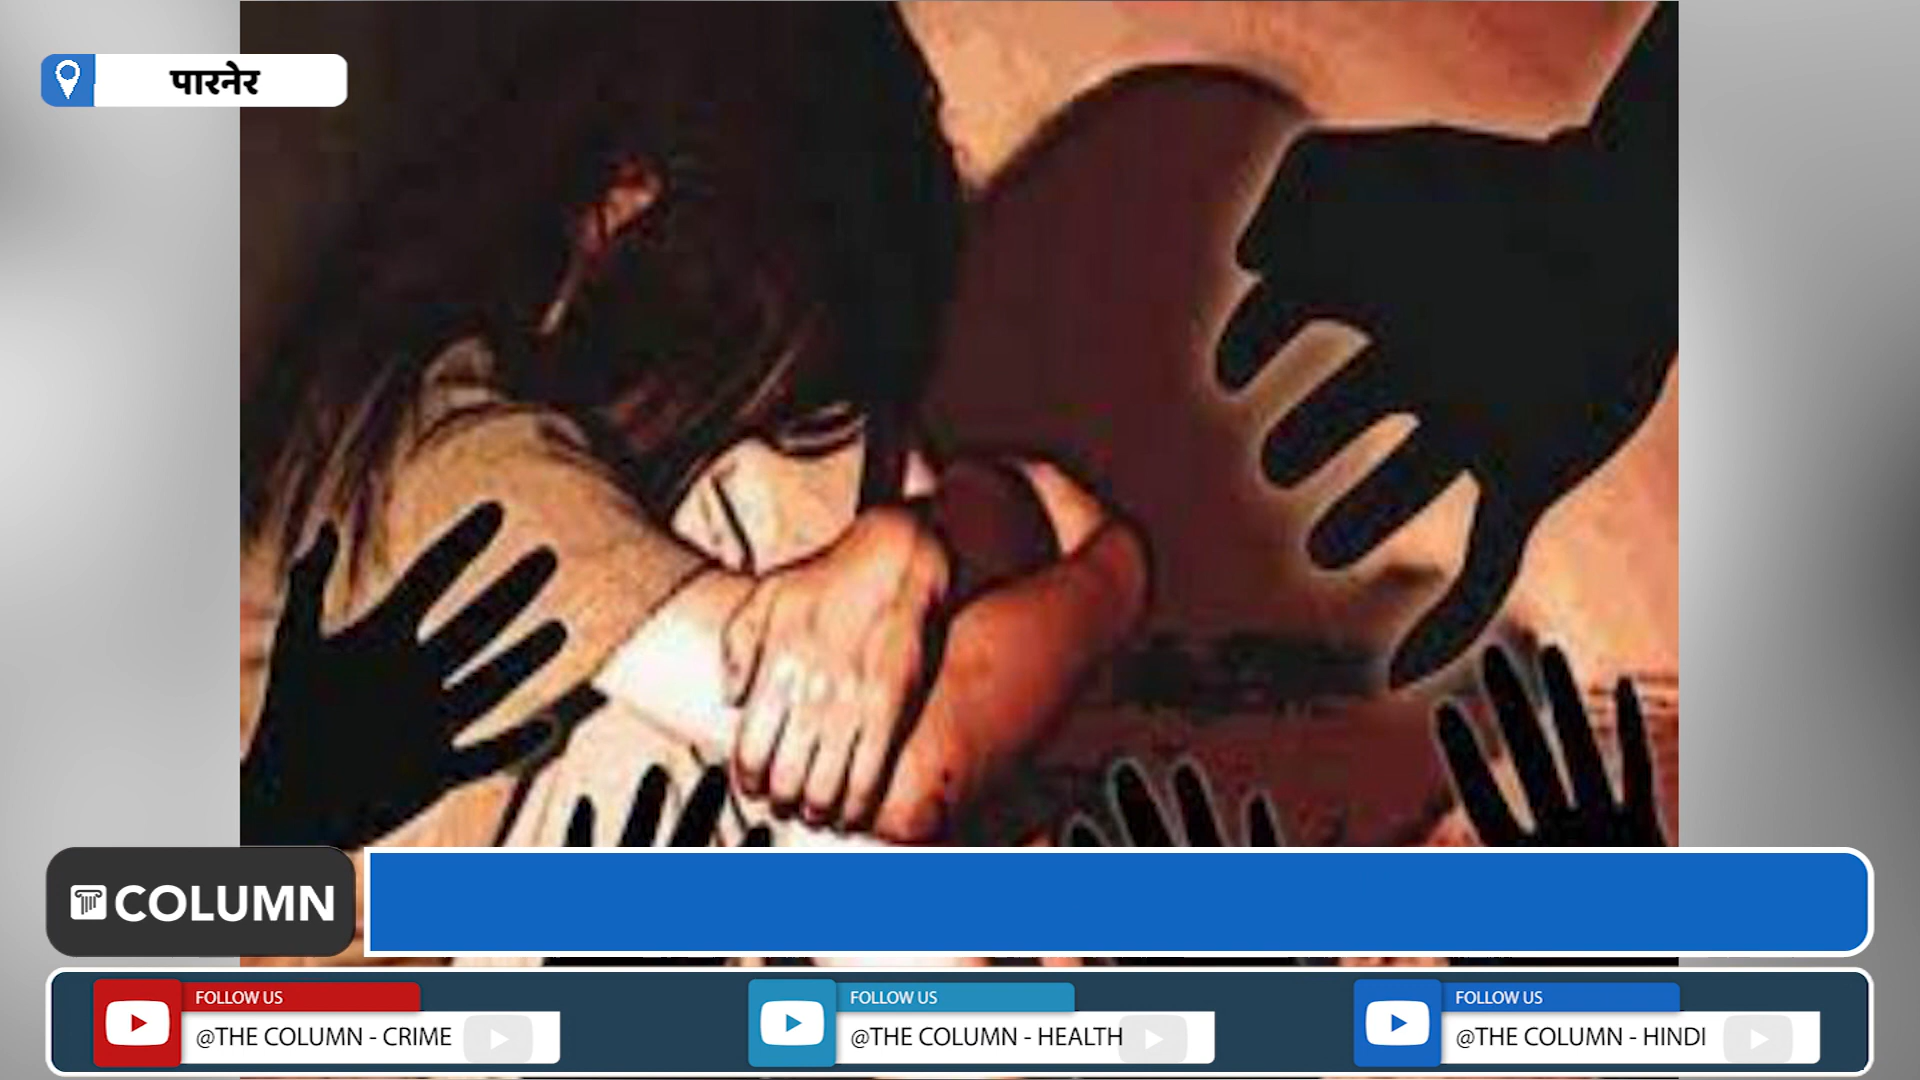 पारनेर
COLUMN
FOLLOW US
@THE COLUMN - CRIME
FOLLOW US
@THE COLUMN - HEALTH
FOLLOW US
@THE COLUMN - HINDI